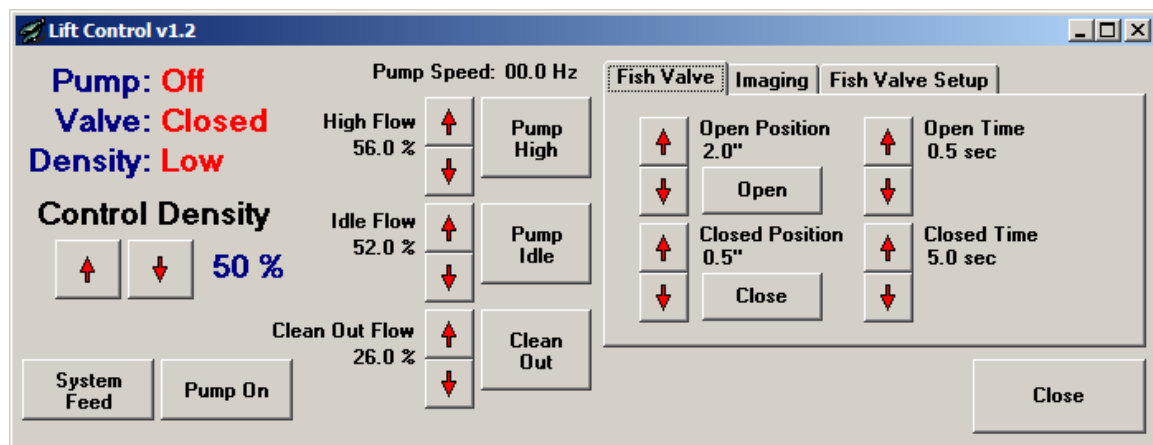 Lift Control v1.2
Pump: Off
Valve: Closed
Density: Low
Control Density
50 %
System
Feed
Pump On
Pump Speed: 00.0 Hz
High Flow
56.0 %
Pump
High
Idle Flow
52.0 %
Pump
Idle
Clean Out Flow
26.0 %
Clean
Out
Fish Valve
Imaging
Fish Valve Setup
Open Position
2.0"
Open
Open Time
0.5 sec
Closed Position
0.5"
Close
Closed Time
5.0 sec
Close